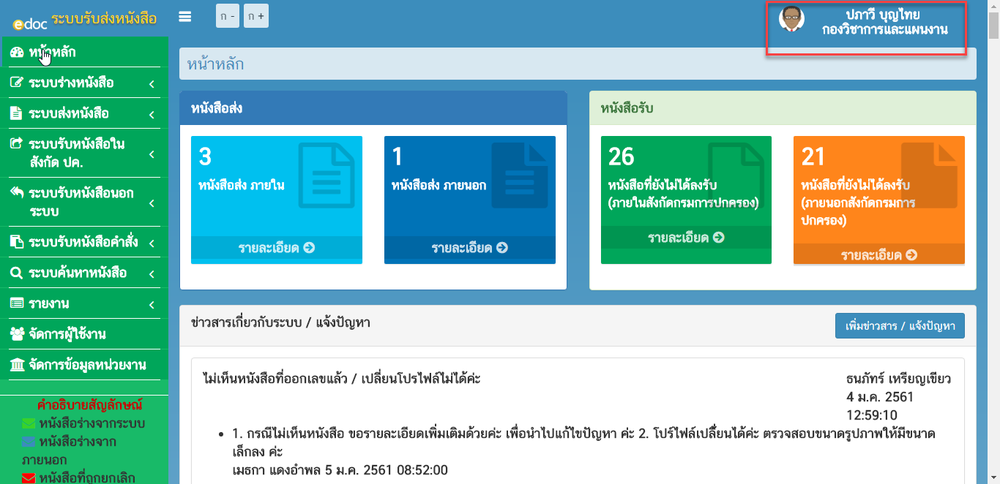 edoc ระบบรับส่งหนังสือ
ก -
ก +
ปภาวี บุญไทย
กองวิชาการและแผนงาน
หน้าหลัก
ระบบร่างหนังสือ
ระบบส่งหนังสือ
ระบบรับหนังสือใน
สังกัด ปค.
ระบบรับหนังสือนอก
ระบบ
ระบบรับหนังสือคำสั่ง
ระบบค้นหาหนังสือ
รายงาน
จัดการผู้ใช้งาน
จัดการข้อมูลหน่วยงาน
คำอธิบายสัญลักษณ์
หนังสือร่างจากระบบ
หนังสือร่างจาก
ภายนอก
หนังสือที่ถูกยกเลิก
หน้าหลัก
หนังสือส่ง
3
หนังสือส่ง ภายใน
รายละเอียด
1
หนังสือส่ง ภายนอก
รายละเอียด
หนังสือรับ
26
หนังสือที่ยังไม่ได้ลงรับ
(ภายในสังกัดกรมการปกครอง)
รายละเอียด
21
หนังสือที่ยังไม่ได้ลงรับ
(ภายนอกสังกัดกรมการ
ปกครอง)
รายละเอียด
ข่าวสารเกี่ยวกับระบบ / แจ้งปัญหา
เพิ่มข่าวสาร / แจ้งปัญหา
ไม่เห็นหนังสือที่ออกเลขแล้ว / เปลี่ยนโปรไฟล์ไม่ได้ค่ะ
ธนภัทร์ เหรียญเขียว
4 ม.ค. 2561
12:59:10
• 1. กรณีไม่เห็นหนังสือ ขอรายละเอียดเพิ่มเติมด้วยค่ะ เพื่อนำไปแก้ไขปัญหา ค่ะ 2. โปร์ไฟล์เปลี่ยนได้ค่ะ ตรวจสอบขนาดรูปภาพให้มีขนาด
เล็กลง ค่ะ
เมธกา แดงอำพล 5 ม.ค. 2561 08:52:00